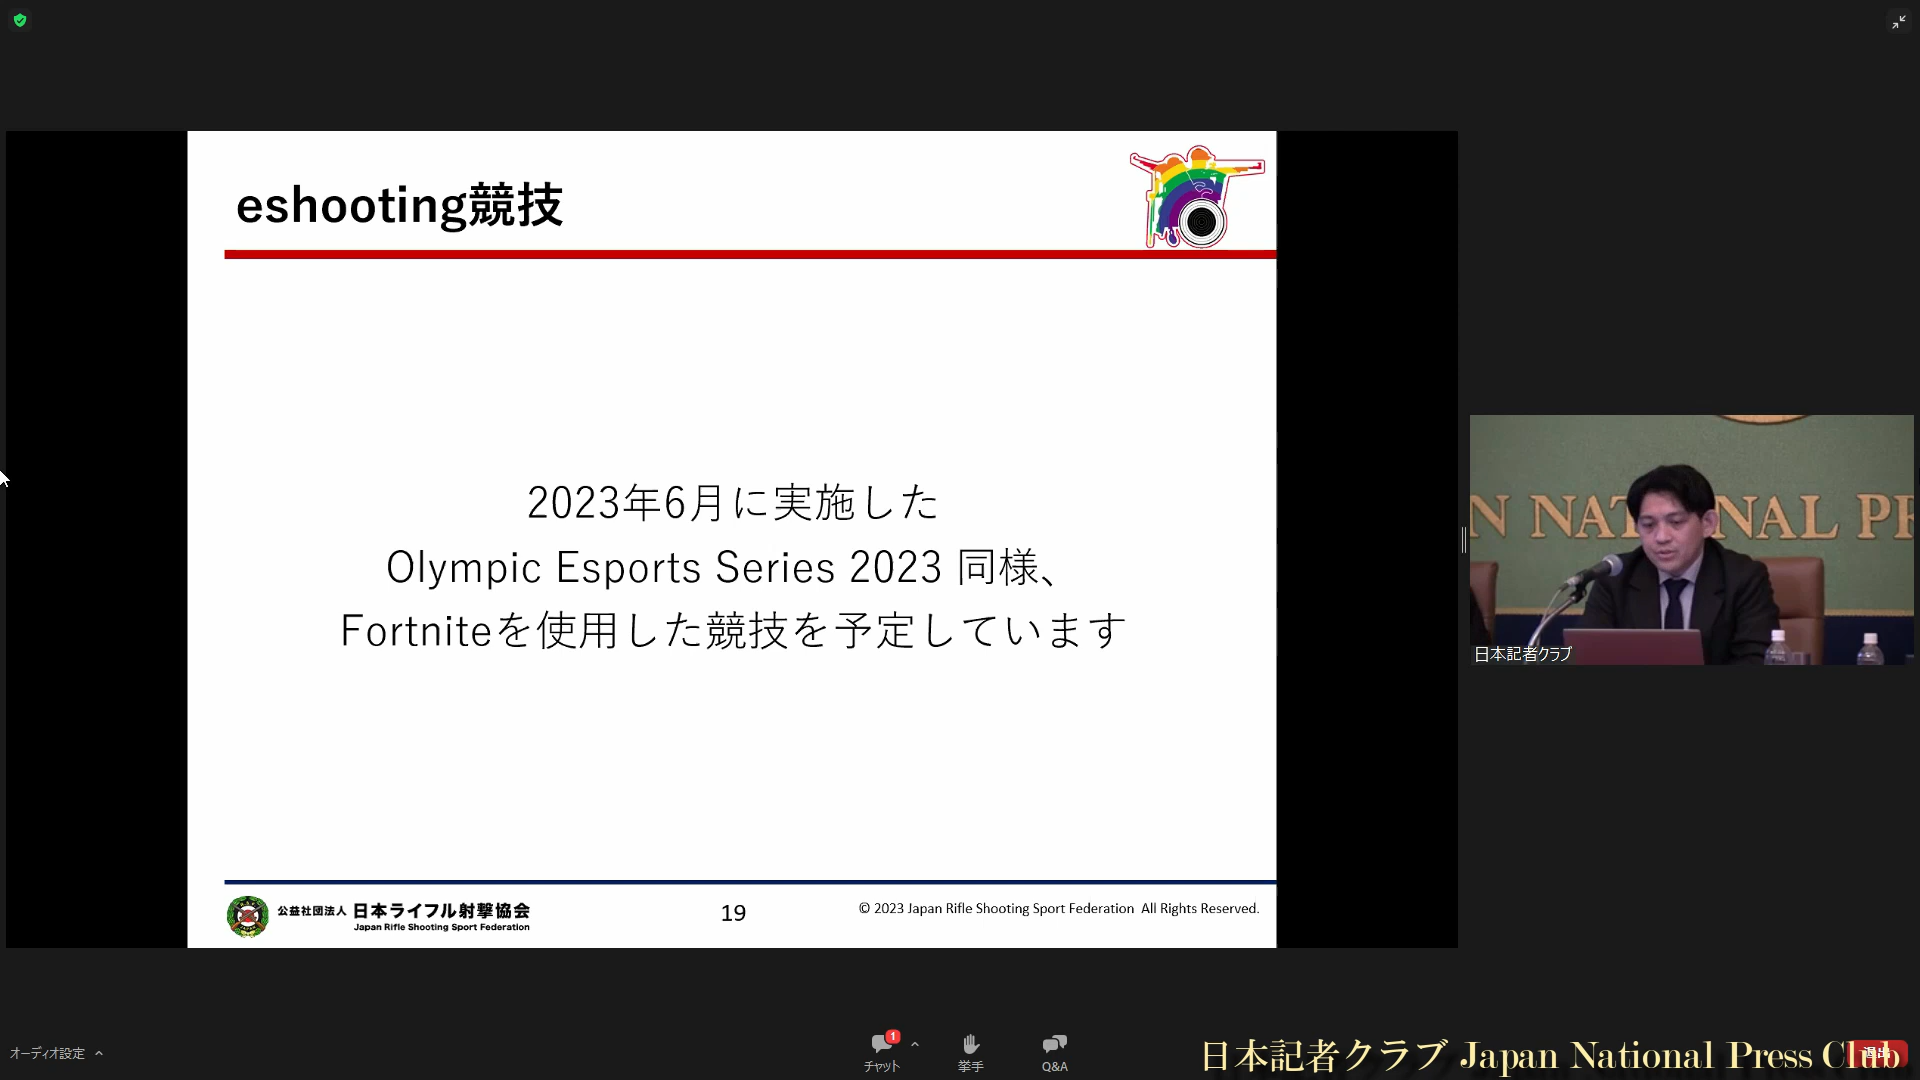 eshooting競技
2023年6月に実施した
Olympic Esports Series 2023 同様、
Fortniteを使用した競技を予定しています
公益社団法人 日本ライフル射撃協会
Japan Rifle Shooting Sport Federation
19
© 2023 Japan Rifle Shooting Sport Federation All Rights Reserved.
N NATIONAL PR
日本記者クラブ
オーディオ設定
1
チャット
挙手
Q&A
日本記者クラブ Japan National Press Club
退出